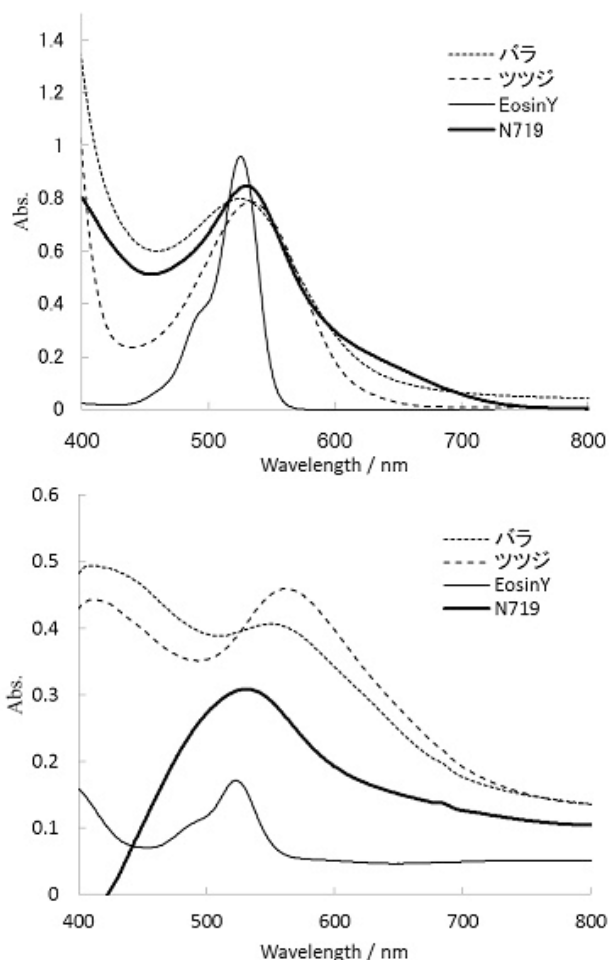 1.4
1.2
1
0.8
0.6
0.4
0.2
0
Abs.
400 500 600 700 800
Wavelength / nm
バラ
ツツジ
EosinY
N719
0.6
0.5
0.4
0.3
0.2
0.1
0
Abs.
400 500 600 700 800
Wavelength / nm
バラ
ツツジ
EosinY
N719